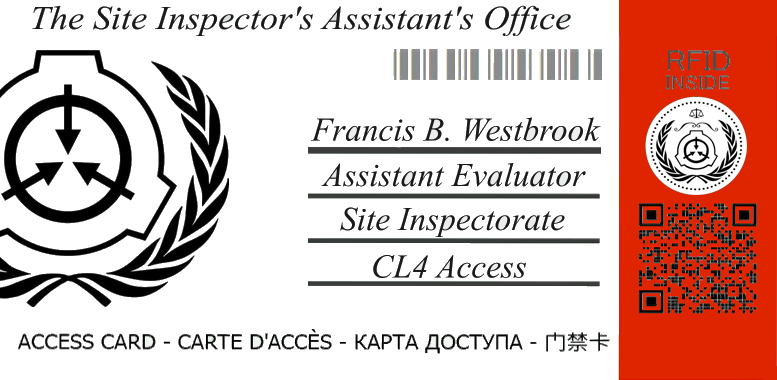 The Site Inspector's Assistant's Office
RFID
INSIDE
Francis B. Westbrook
Assistant Evaluator
Site Inspectorate
CL4 Access
ACCESS CARD - CARTE D'ACCÈS - КАРТА ДОСТУПА - 门禁卡